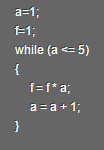 a=1;
f=1;
while (a <= 5)
{
f = f * a;
a = a + 1;
}